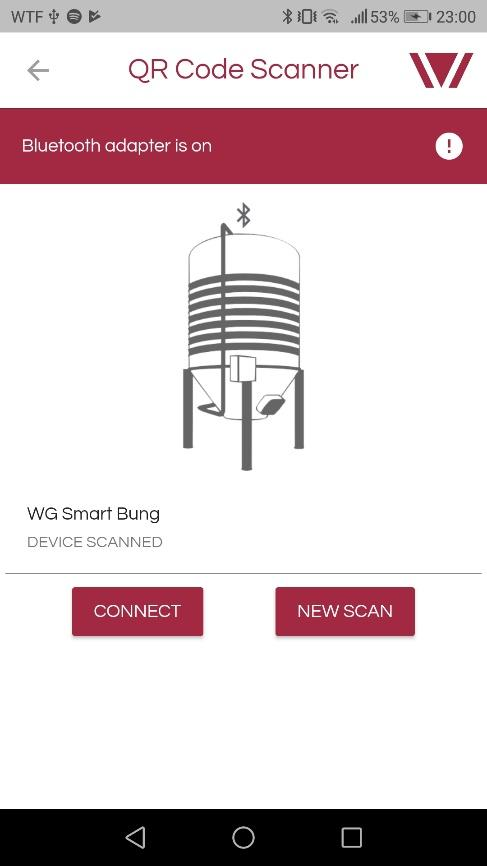 WTF 53% 23:00
QR Code Scanner
Bluetooth adapter is on
WG Smart Bung
DEVICE SCANNED
CONNECT NEW SCAN